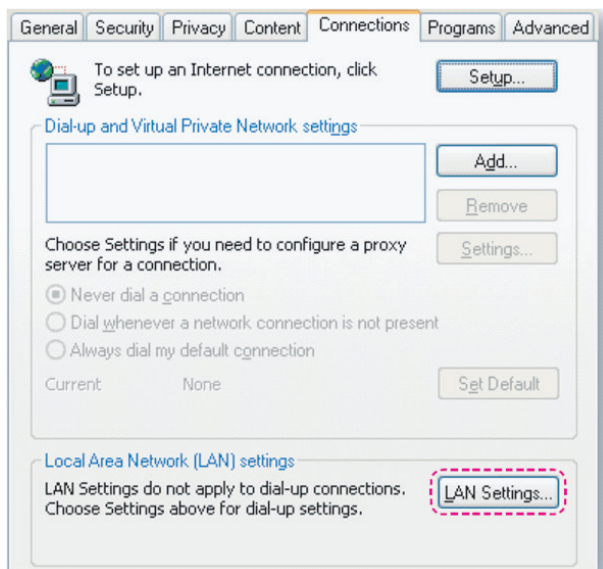 General Security Privacy Content Connections Programs Advanced
To set up an Internet connection, click
Setup.
Setup...
Dial-up and Virtual Private Network settings
Add...
Remove
Choose Settings if you need to configure a proxy
server for a connection.
Settings...
Never dial a connection
Dial whenever a network connection is not present
Always dial my default connection
Current None
Set Default
Local Area Network (LAN) settings
LAN Settings do not apply to dial-up connections.
Choose Settings above for dial-up settings.
LAN Settings...